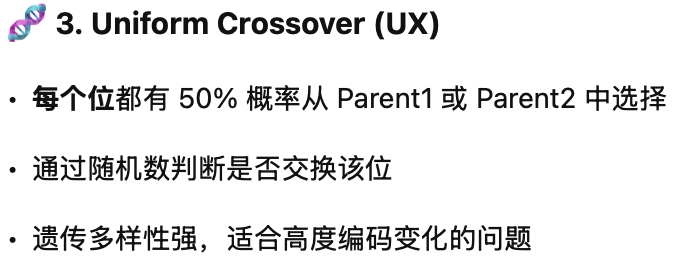 🧬 3. Uniform Crossover (UX)
• 每个位都有 50% 概率从 Parent1 或 Parent2 中选择
• 通过随机数判断是否交换该位
• 遗传多样性强，适合高度编码变化的问题